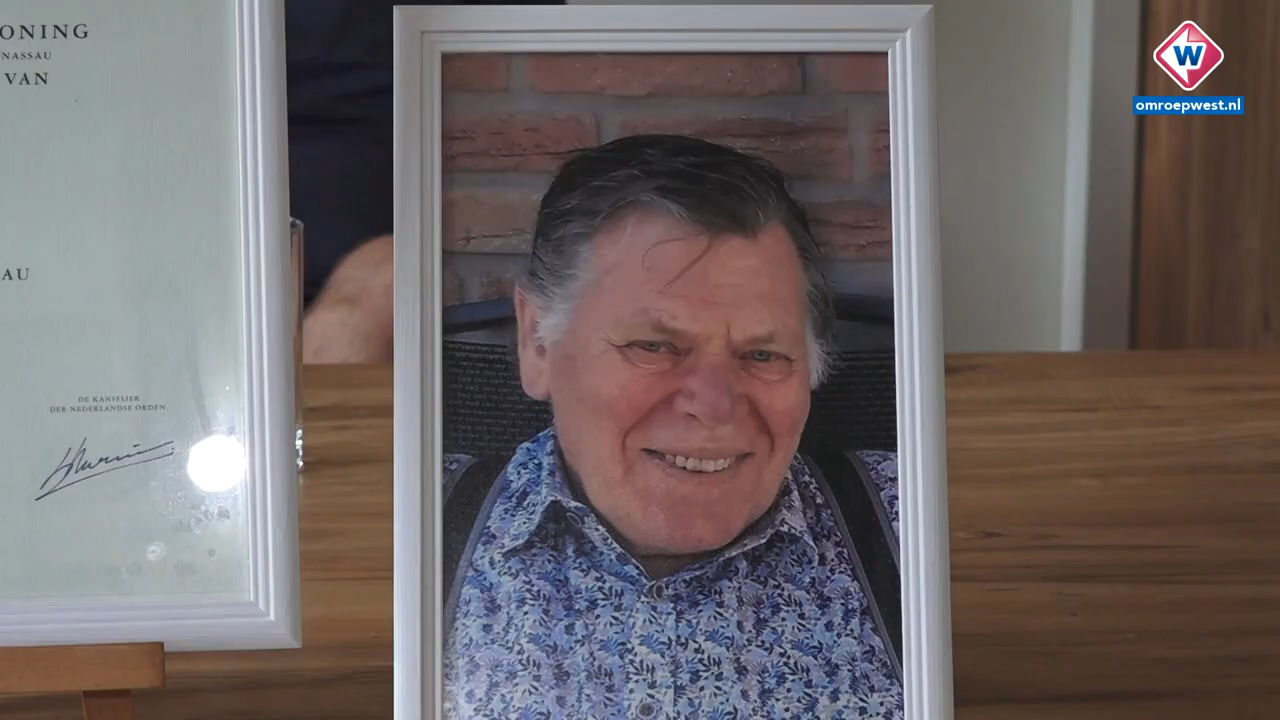 ONING
NASSAU
VAN
AU
DE KANSELIER
DER NEDERLANDSE ORDEN,
W
omroepwest.nl